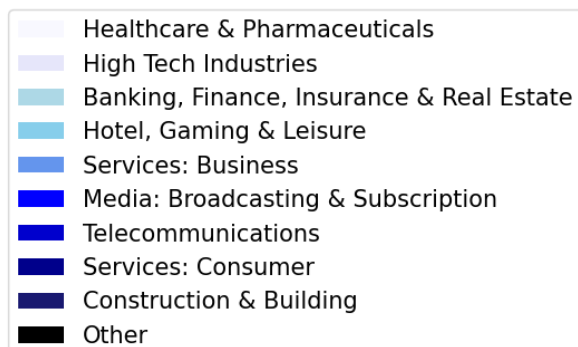 Healthcare & Pharmaceuticals
High Tech Industries
Banking, Finance, Insurance & Real Estate
Hotel, Gaming & Leisure
Services: Business
Media: Broadcasting & Subscription
Telecommunications
Services: Consumer
Construction & Building
Other